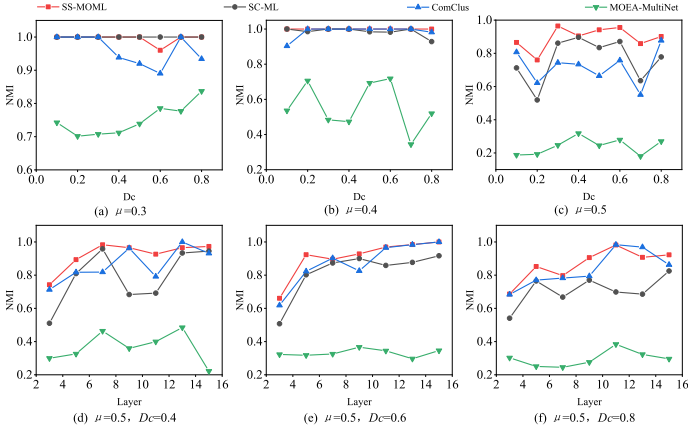 SS-MOML SC-ML ComClus MOEA-MultiNet
NMI
1.0
0.9
0.8
0.7
0.6
0.0 0.2 0.4 0.6 0.8
Dc
(a) μ=0.3
NMI
1.0
0.8
0.6
0.4
0.2
0.0 0.2 0.4 0.6 0.8
Dc
(b) μ=0.4
NMI
1.0
0.8
0.6
0.4
0.2
0.0 0.2 0.4 0.6 0.8
Dc
(c) μ=0.5
NMI
1.0
0.8
0.6
0.4
0.2
2 4 6 8 10 12 14 16
Layer
(d) μ=0.5, Dc=0.4
NMI
1.0
0.8
0.6
0.4
0.2
2 4 6 8 10 12 14 16
Layer
(e) μ=0.5, Dc=0.6
NMI
1.0
0.8
0.6
0.4
0.2
2 4 6 8 10 12 14 16
Layer
(f) μ=0.5, Dc=0.8